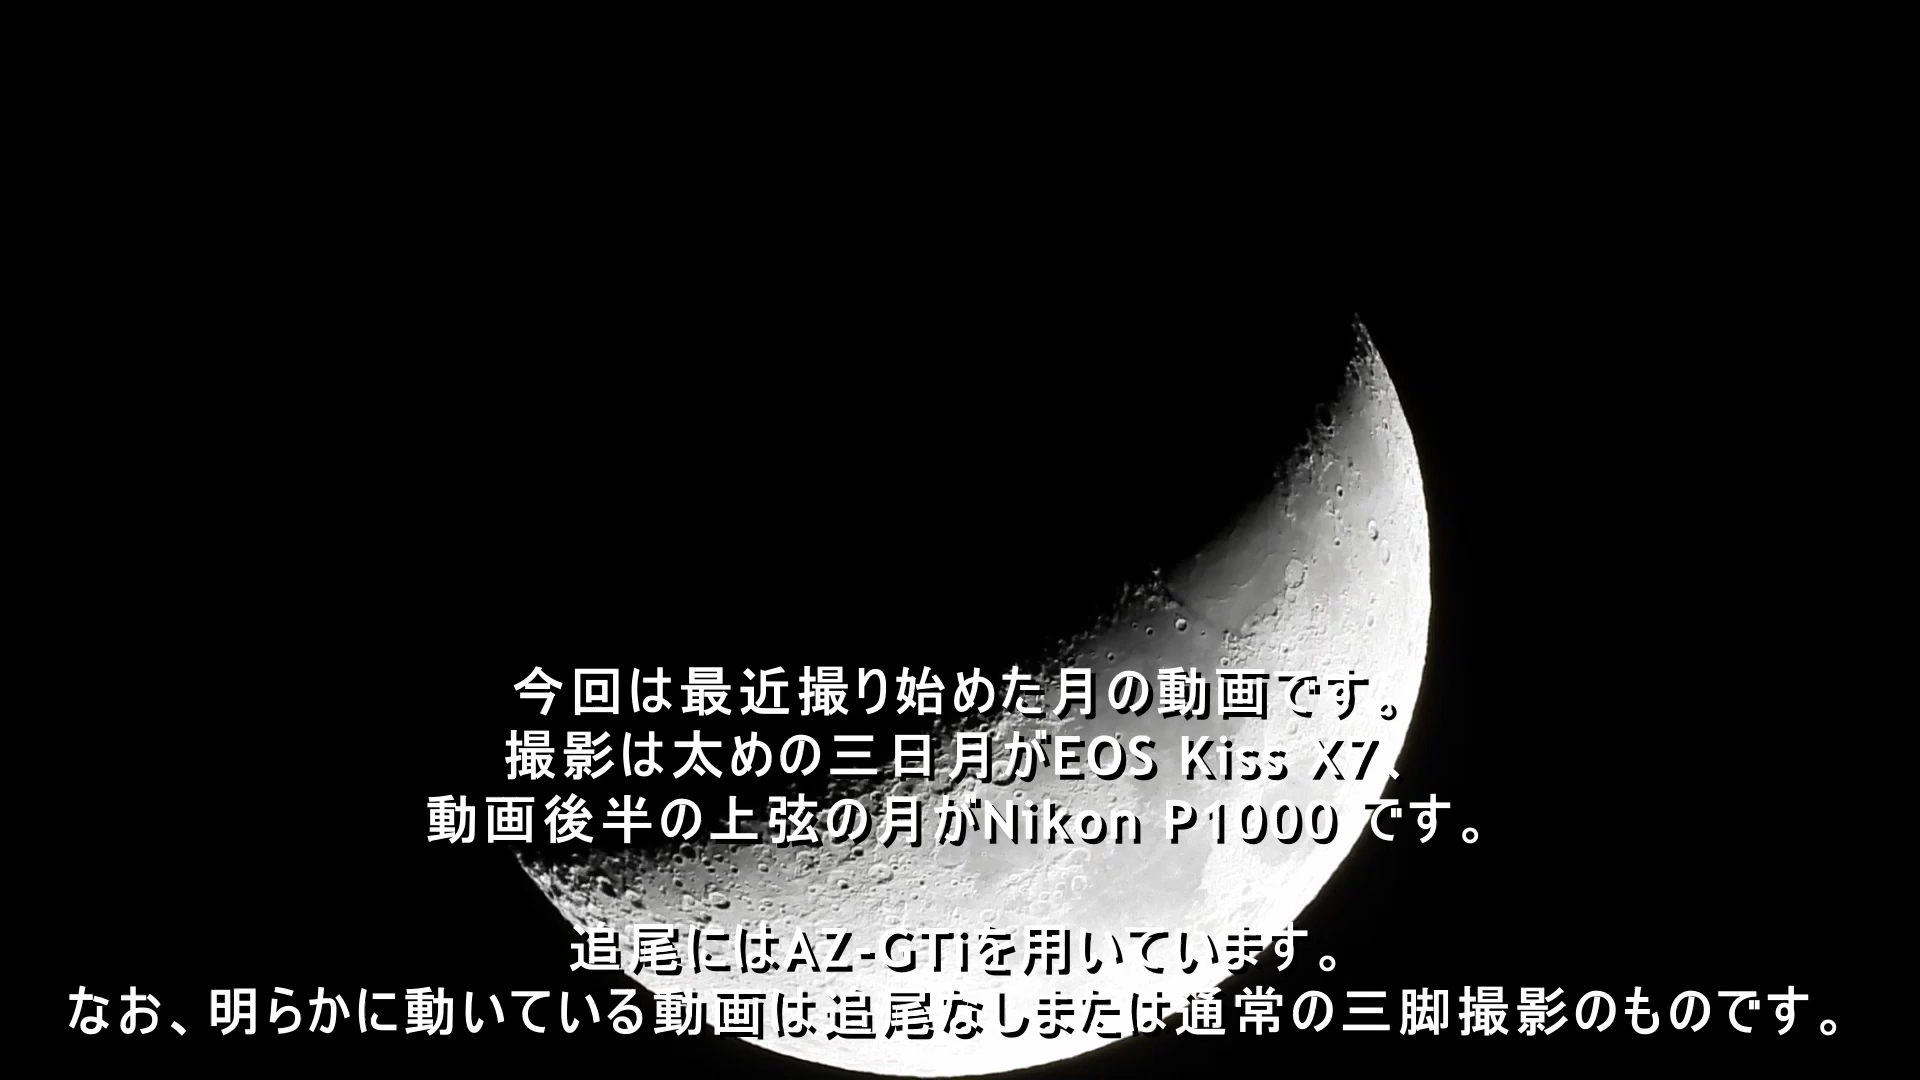 今回は最近撮り始めた月の動画です。
撮影は太めの三日月がEOS Kiss X7、
動画後半の上弦の月がNikon P1000 です。
追尾にはAZ-GTiを用いています。
なお、明らかに動いている動画は追尾なしまたは通常の三脚撮影のものです。